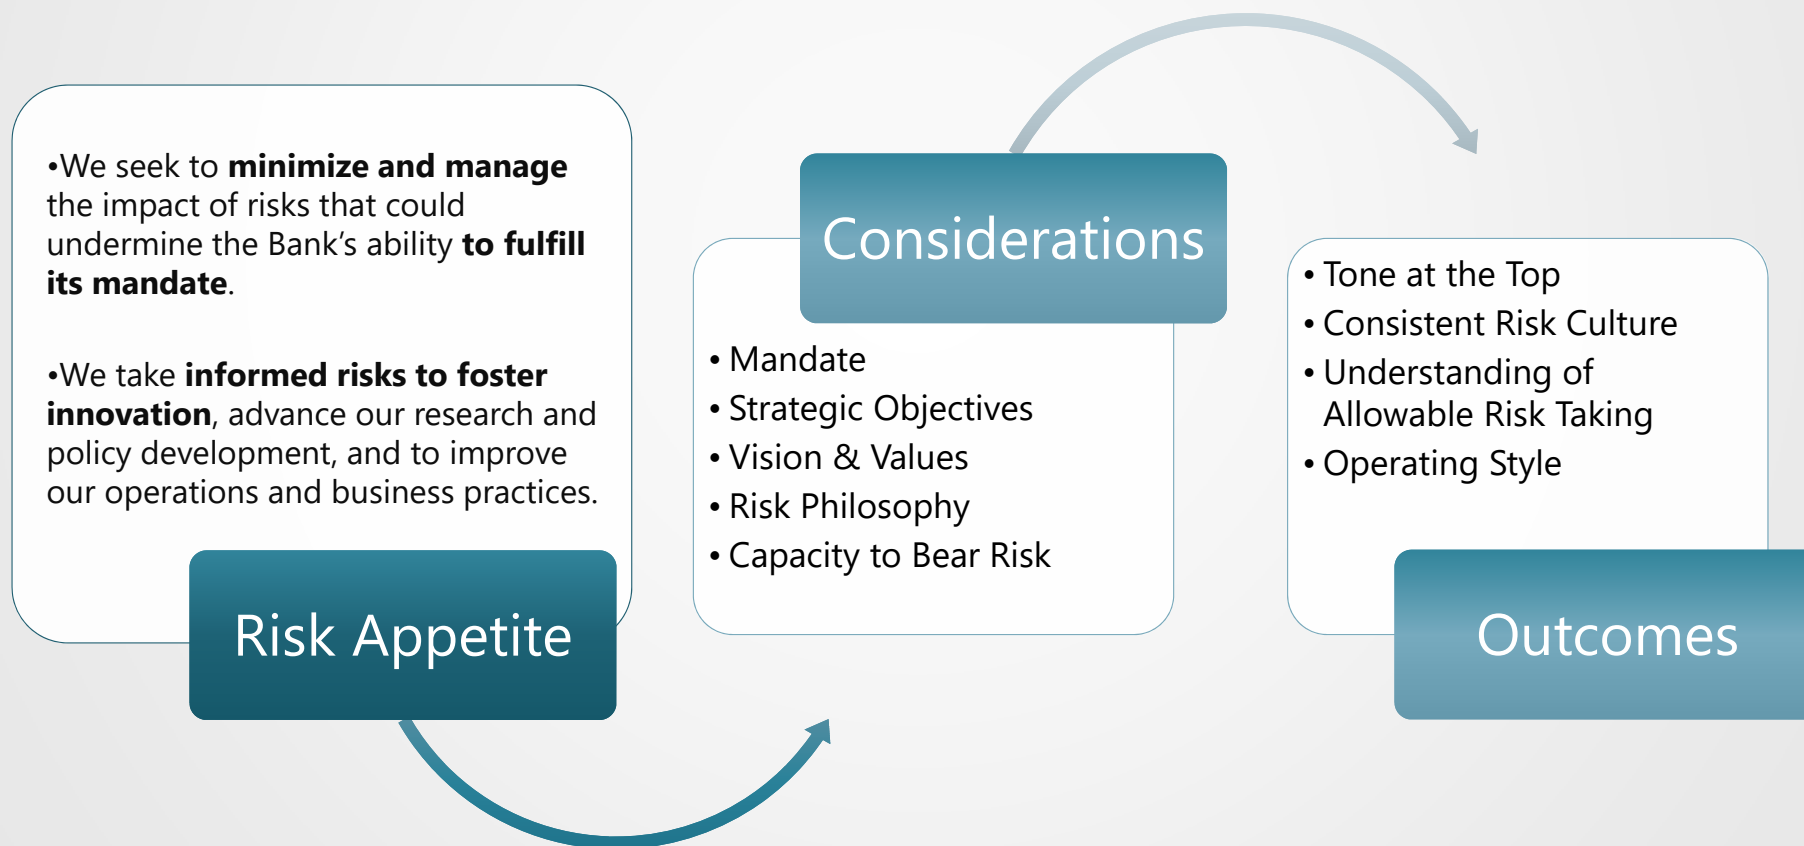 •We seek to minimize and manage
the impact of risks that could
undermine the Bank’s ability to fulfill
its mandate.
•We take informed risks to foster
innovation, advance our research and
policy development, and to improve
our operations and business practices.
Risk Appetite
Considerations
• Mandate
• Strategic Objectives
• Vision & Values
• Risk Philosophy
• Capacity to Bear Risk
• Tone at the Top
• Consistent Risk Culture
• Understanding of
Allowable Risk Taking
• Operating Style
Outcomes